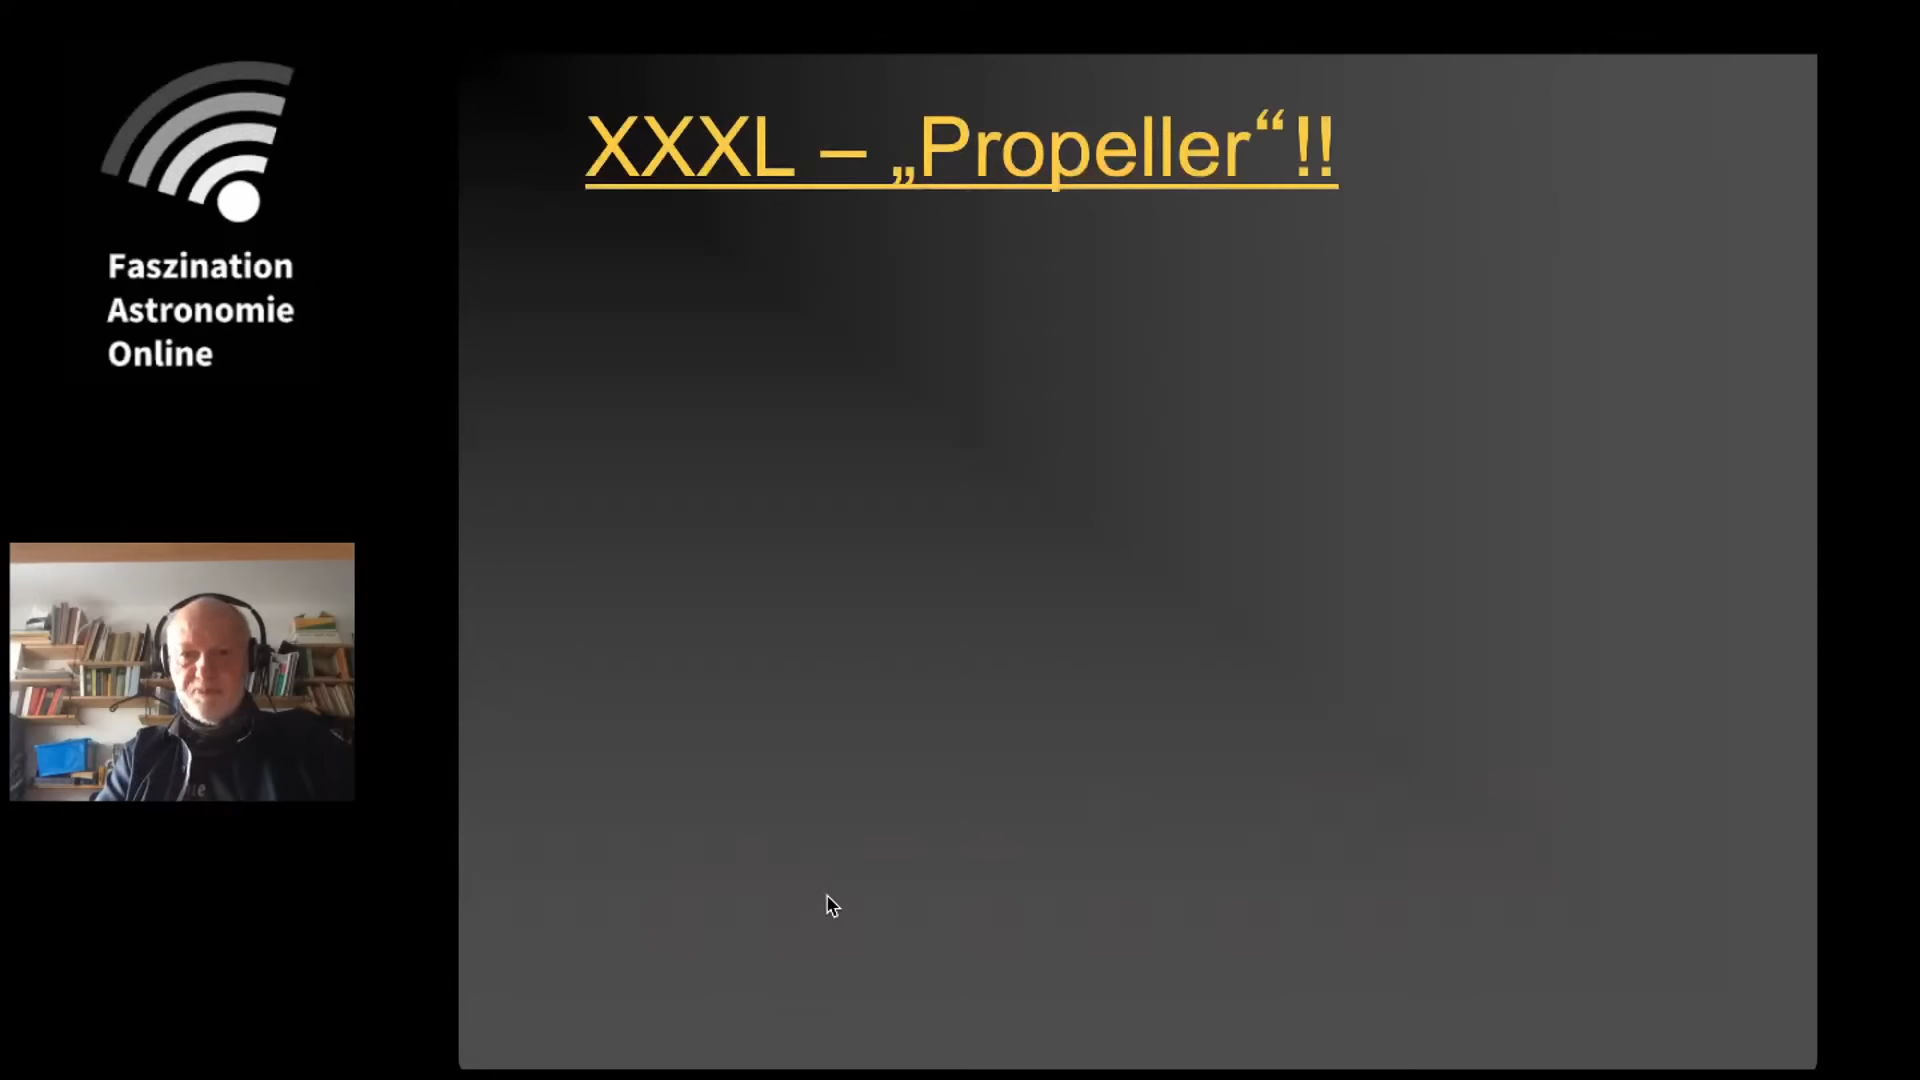 XXXL – „Propeller“!!
Faszination
Astronomie
Online